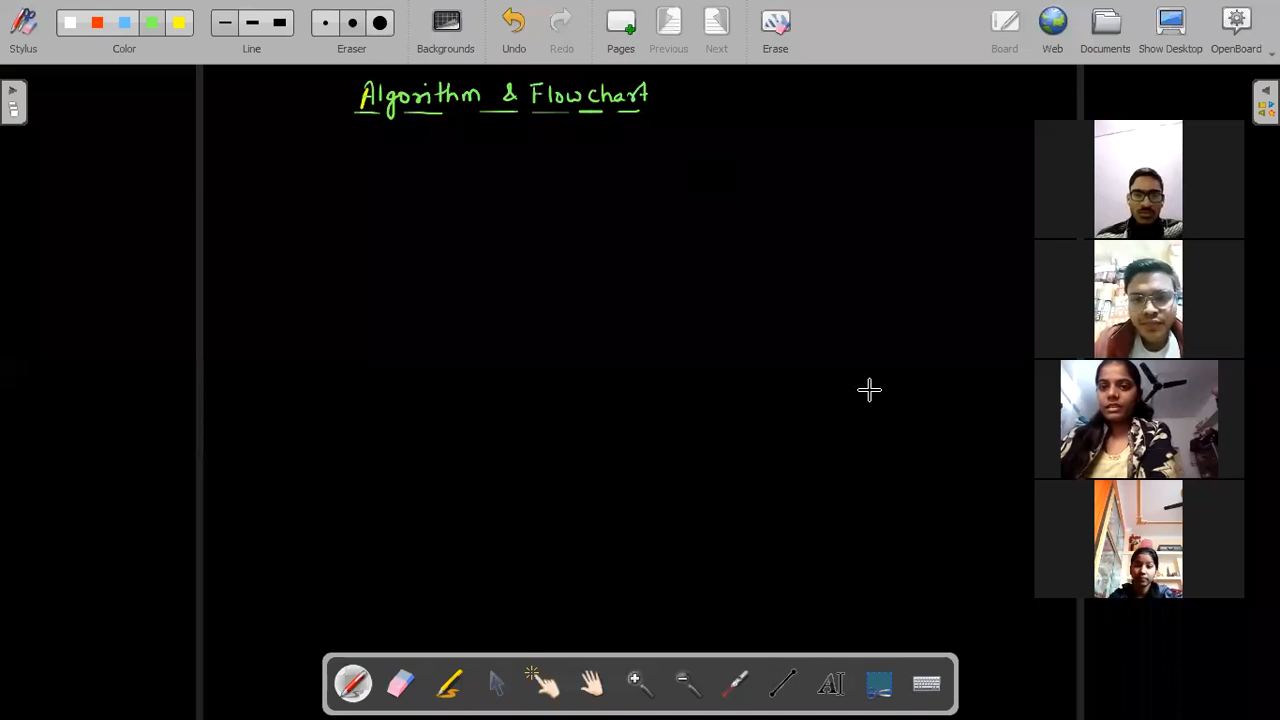 Stylus Color Line Eraser Backgrounds Undo Redo Pages Previous Next Erase Board Web Documents Show Desktop OpenBoard
Algorithm & Flowchart
AI